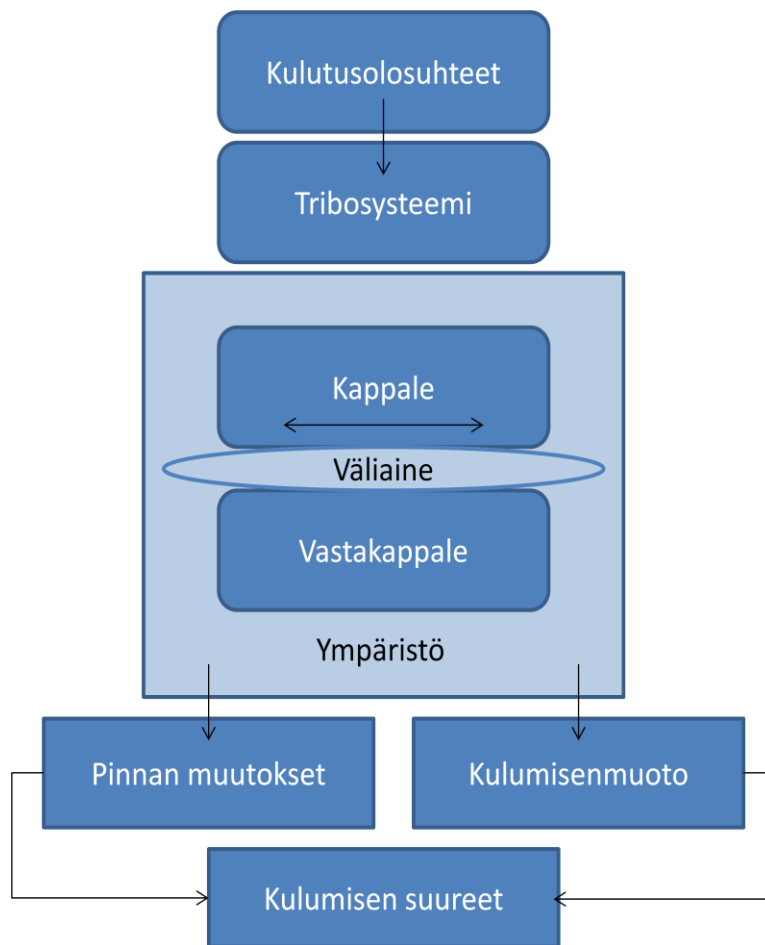 Kulutusolosuhteet
Tribosysteemi
Kappale
Väliaine
Vastakappale
Ympäristö
Pinnan muutokset
Kulumisenmuoto
Kulumisen suureet